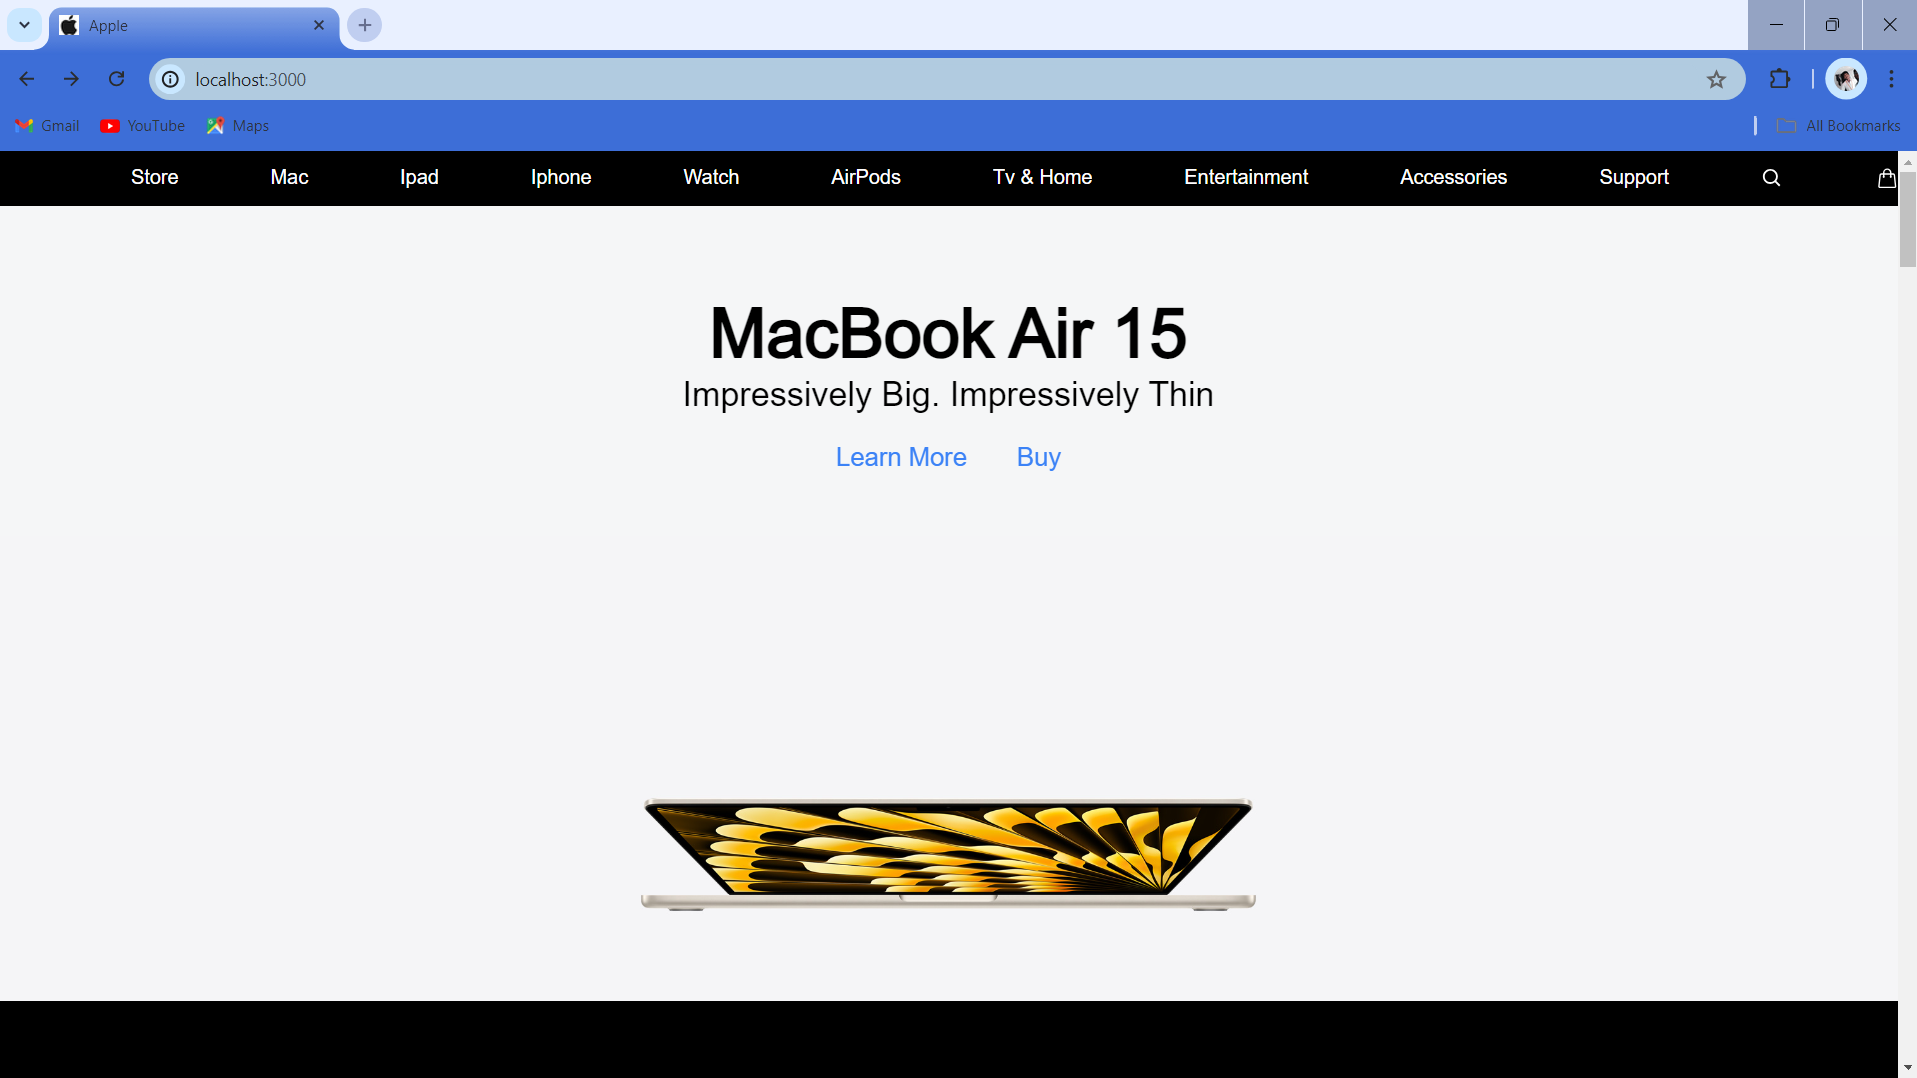 Apple
localhost:3000
Gmail YouTube Maps All Bookmarks
Store Mac Ipad Iphone Watch AirPods Tv & Home Entertainment Accessories Support
MacBook Air 15
Impressively Big. Impressively Thin
Learn More Buy